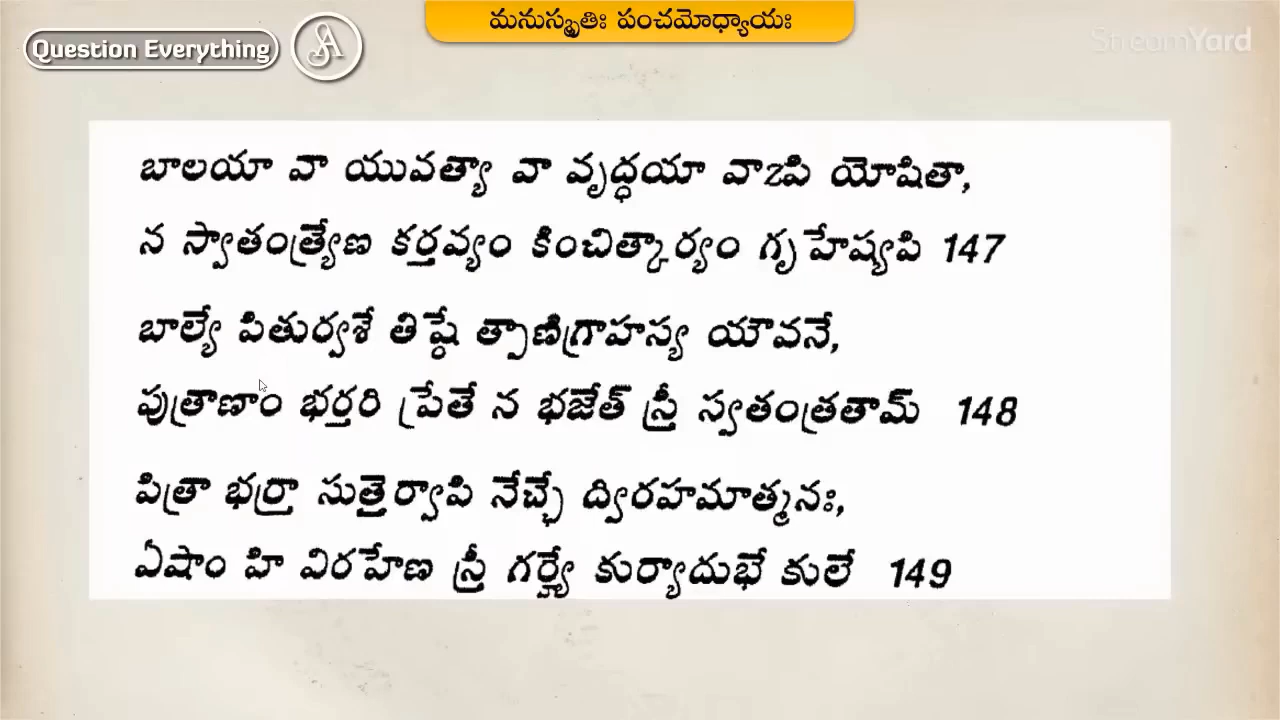 మనుస్మృతిః పంచమోధ్యాయః
Question Everything
StreamYard
బాలయా వా యువత్యా వా వృద్ధయా వాఽపి యోషితా,
న స్వాతంత్ర్యేణ కర్తవ్యం కించిత్కార్యం గృహేష్వపి 147
బాల్యే పితుర్వశే తిష్ఠే త్పాణిగ్రాహస్య యౌవనే,
పుత్రాణాం భర్తరి ప్రేతే న భజేత్ స్త్రీ స్వతంత్రతామ్ 148
పిత్రా భర్త్రా సుతైర్వాపి నేచ్ఛే ద్విరహమాత్మనః,
ఏషాం హి విరహేణ స్త్రీ గర్హ్యే కుర్యాదుభే కులే 149